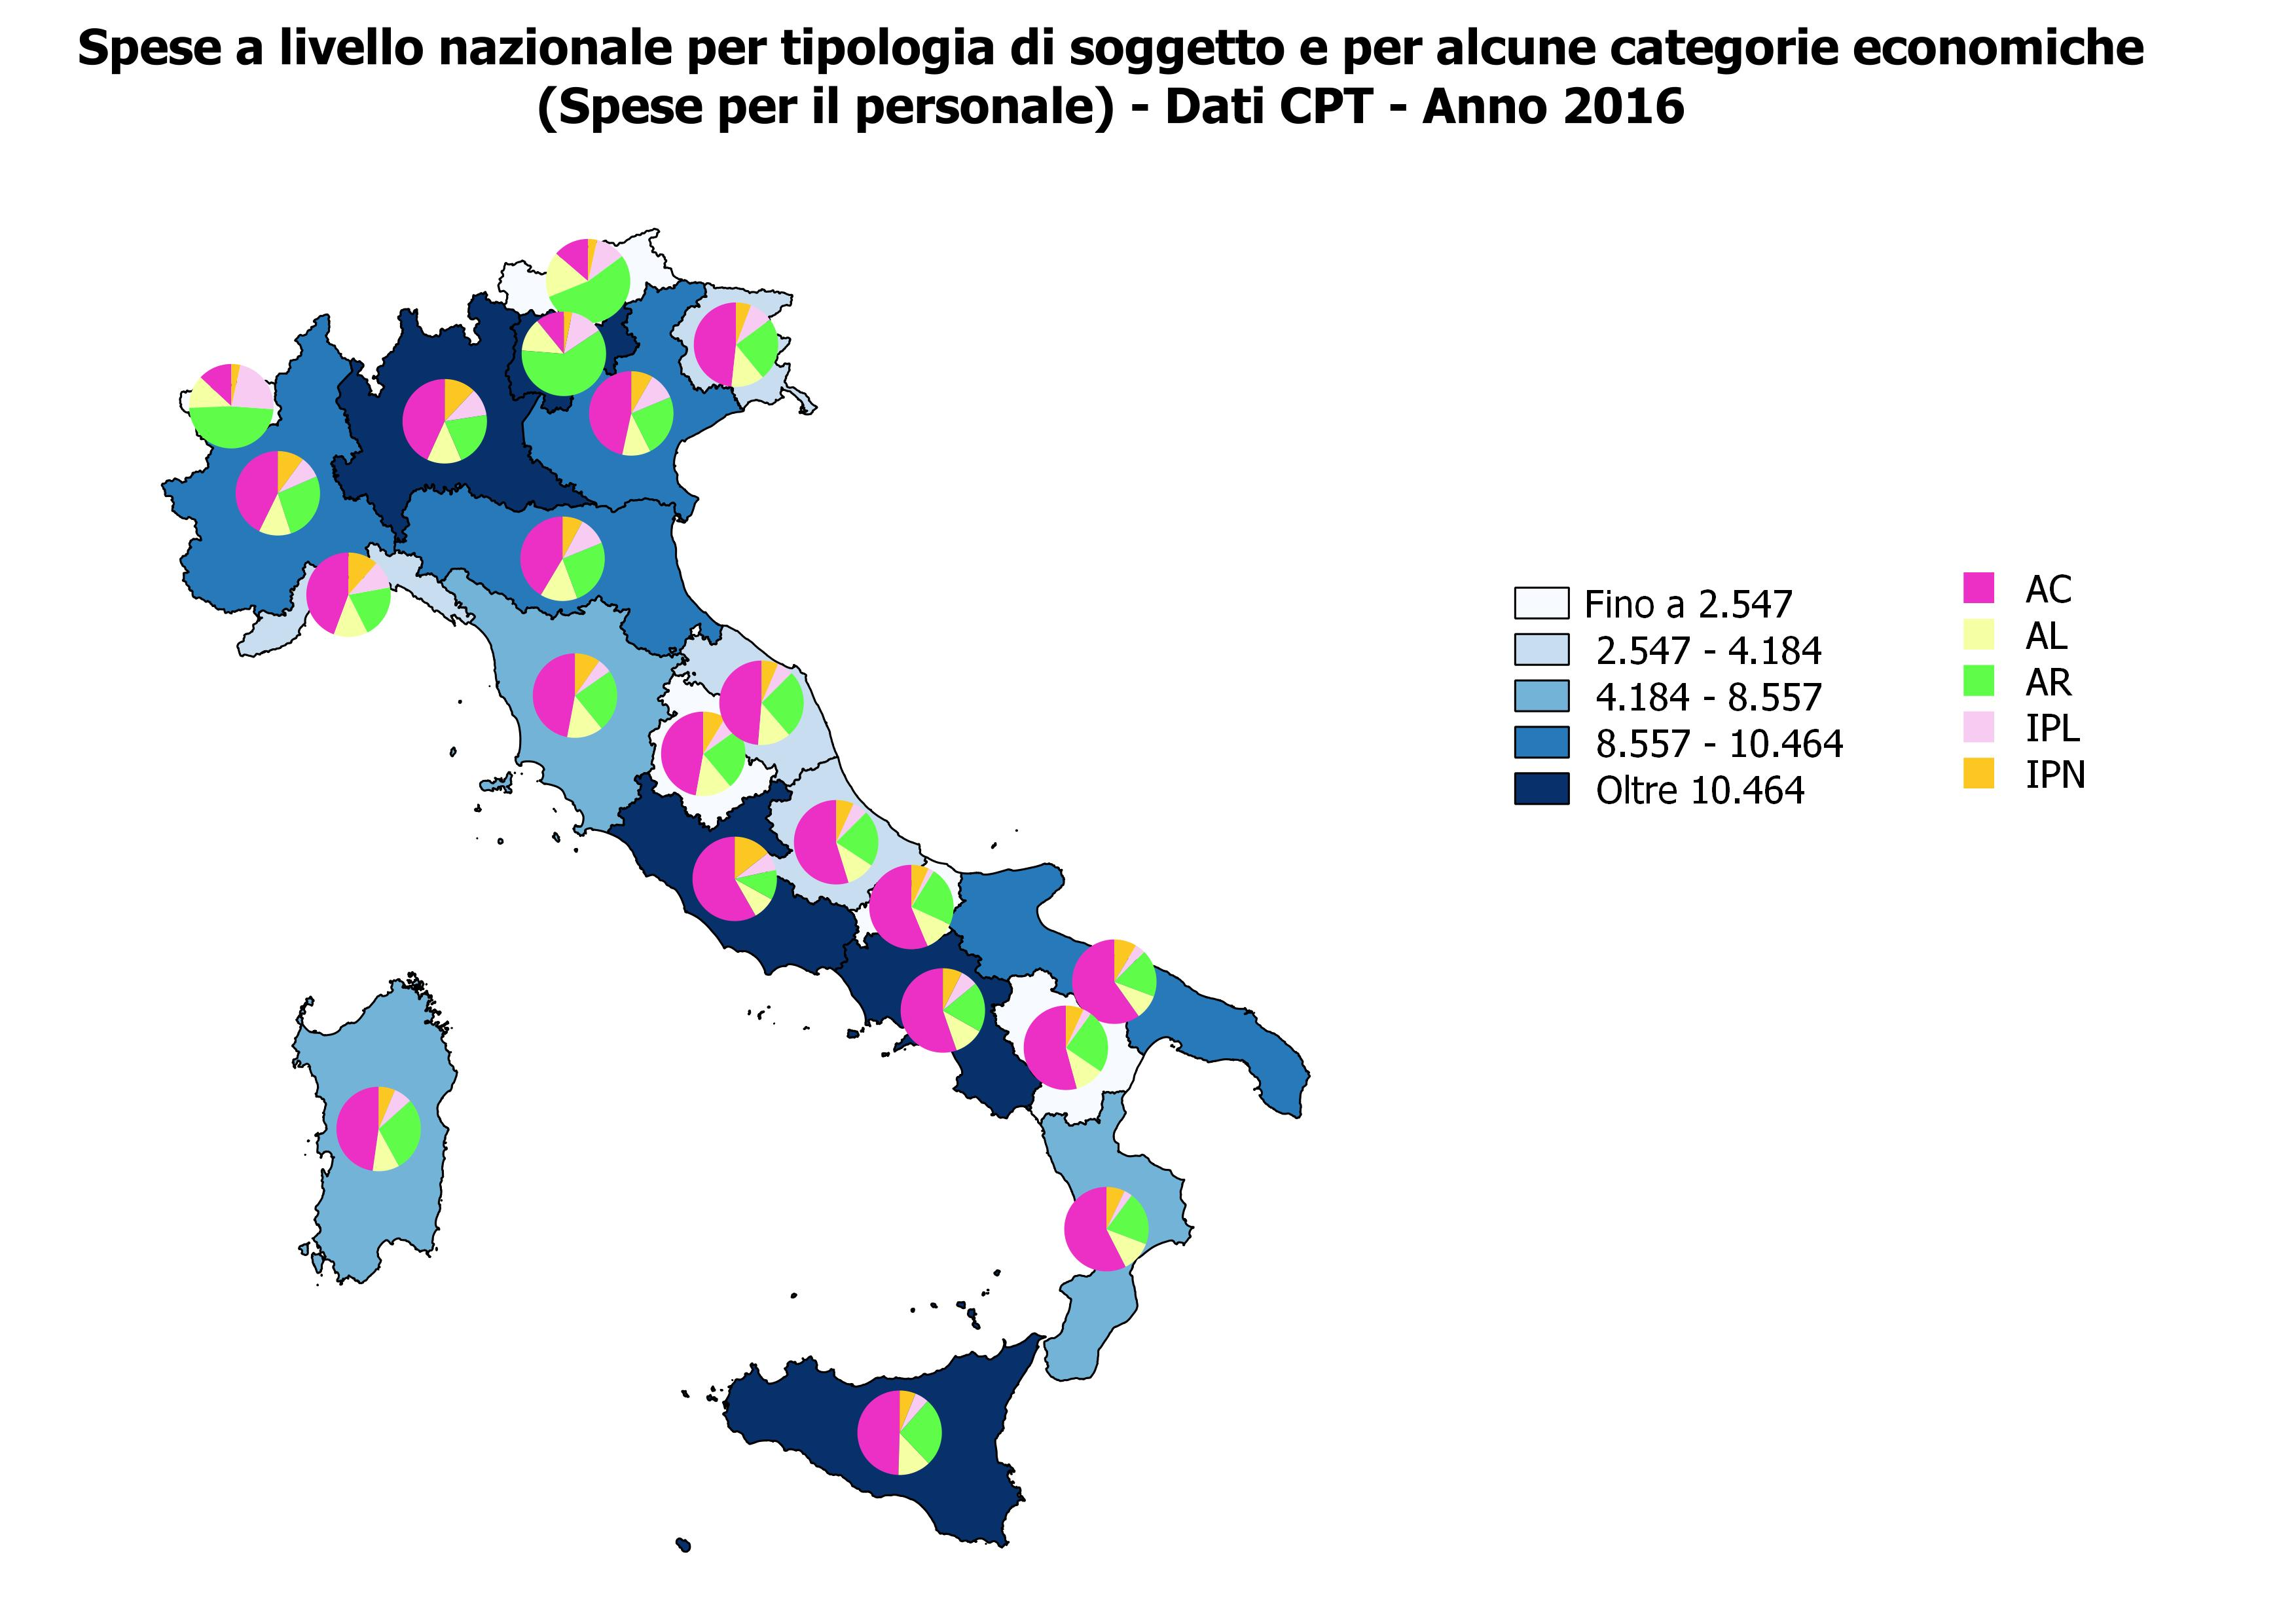 Spese a livello nazionale per tipologia di soggetto e per alcune categorie economiche
(Spese per il personale) - Dati CPT - Anno 2016
Fino a 2.547
2.547 - 4.184
4.184 - 8.557
8.557 - 10.464
Oltre 10.464
AC
AL
AR
IPL
IPN